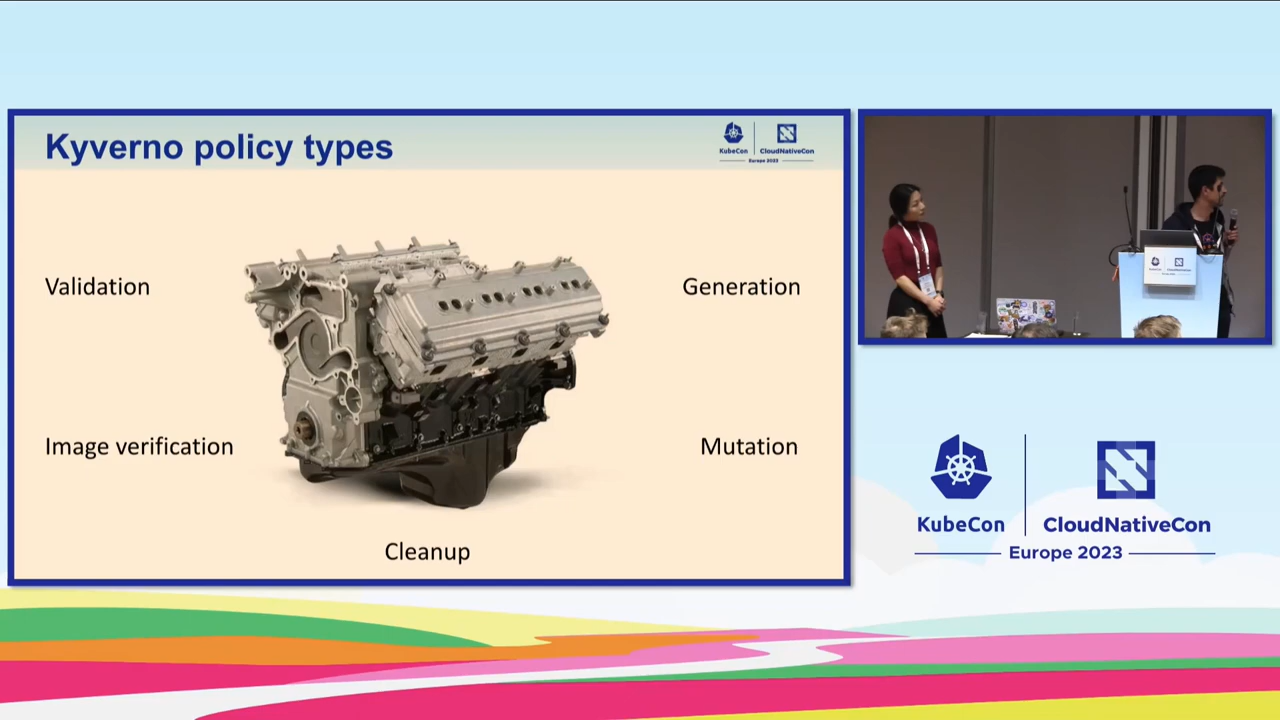 Kyverno policy types
KubeCon
CloudNativeCon
Europe 2023
Validation
Generation
Image verification
Mutation
Cleanup
KubeCon
CloudNativeCon
Europe 2023